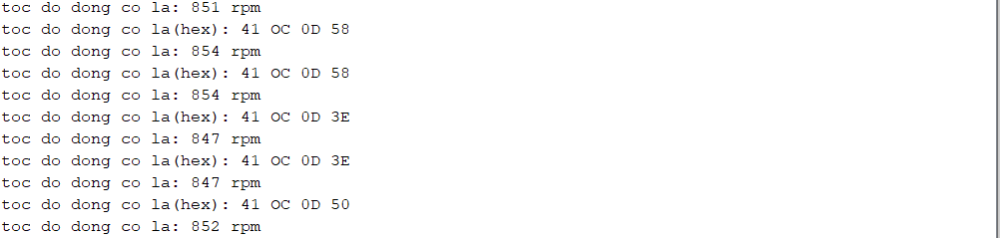 toc do dong co la: 851 rpm
toc do dong co la(hex): 41 OC 0D 58
toc do dong co la: 854 rpm
toc do dong co la(hex): 41 OC 0D 58
toc do dong co la: 854 rpm
toc do dong co la(hex): 41 OC 0D 3E
toc do dong co la: 847 rpm
toc do dong co la(hex): 41 OC 0D 3E
toc do dong co la: 847 rpm
toc do dong co la(hex): 41 OC 0D 50
toc do dong co la: 852 rpm